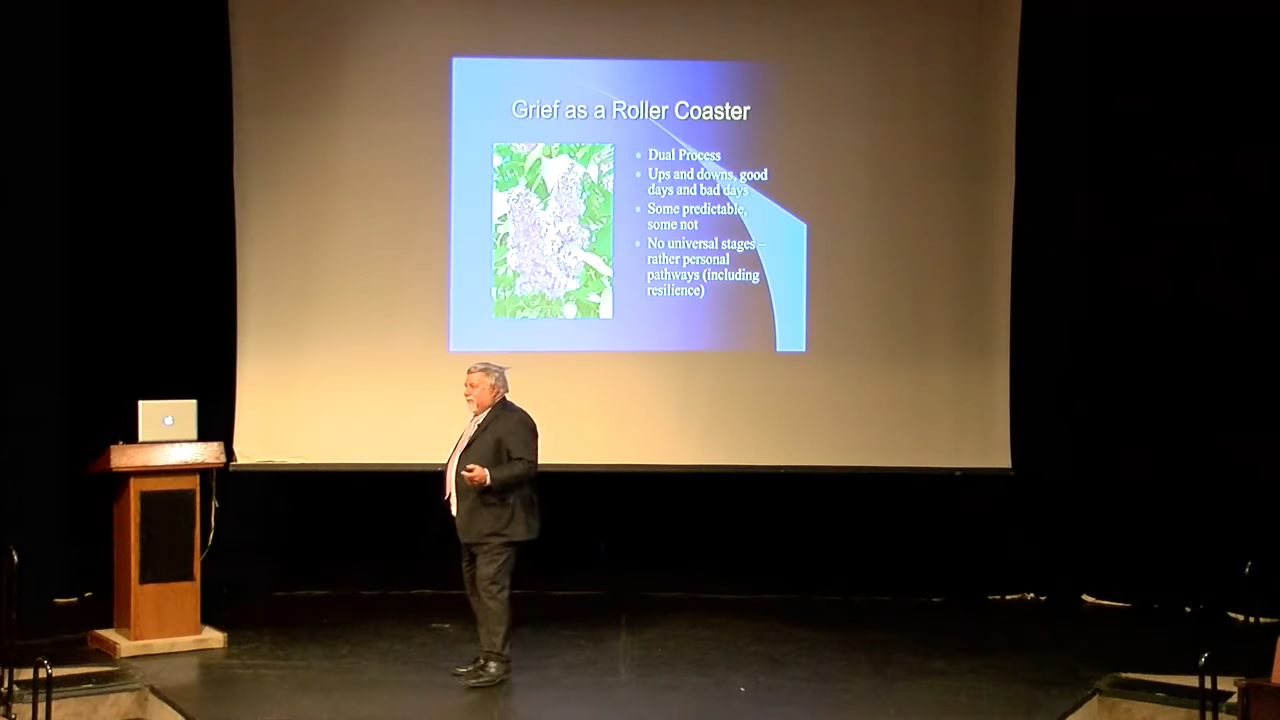 Grief as a Roller Coaster
Dual Process
Ups and downs, good
days and bad days
Some predictable,
some not
No universal stages –
rather personal
pathways (including
resilience)